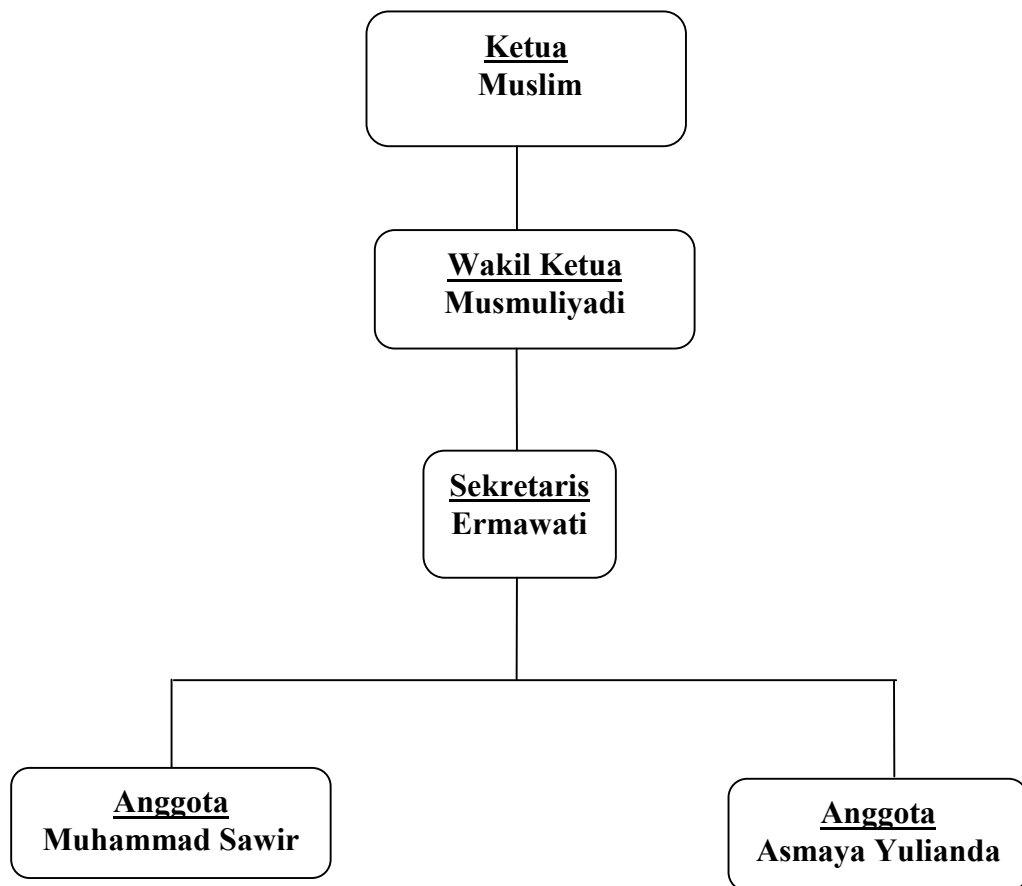 Ketua
Muslim
Wakil Ketua
Musmuliyadi
Sekretaris
Ermawati
Anggota
Muhammad Sawir
Anggota
Asmaya Yulianda